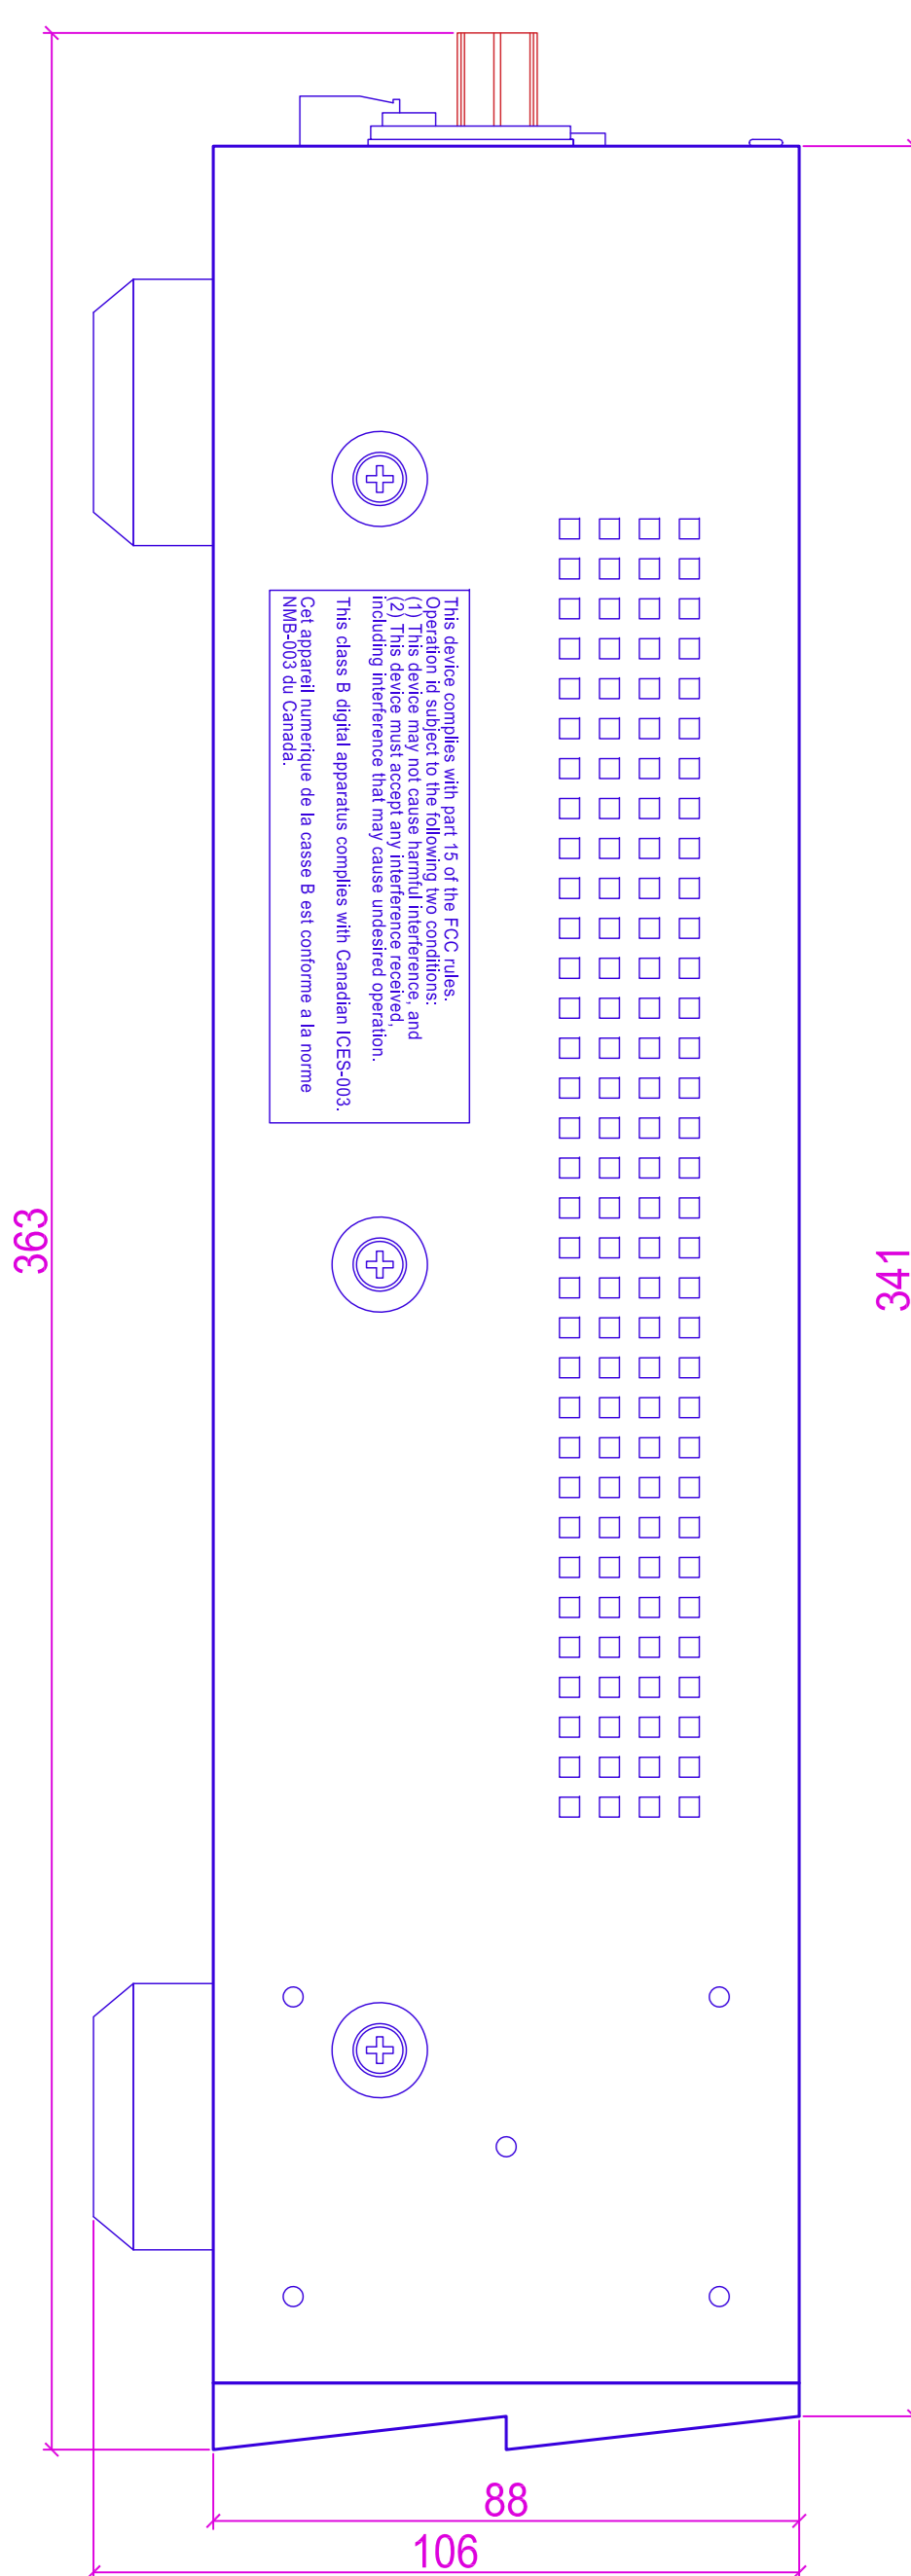 This device complies with part 15 of the FCC rules.
Operation id subject to the following two conditions:
(1) This device may not cause harmful interference, and
(2) This device must accept any interference received,
including interference that may cause undesired operation.
This class B digital apparatus complies with Canadian ICES-003.
Cet appareil numerique de la casse B est conforme a la norme
NMB-003 du Canada.
363
341
88
106